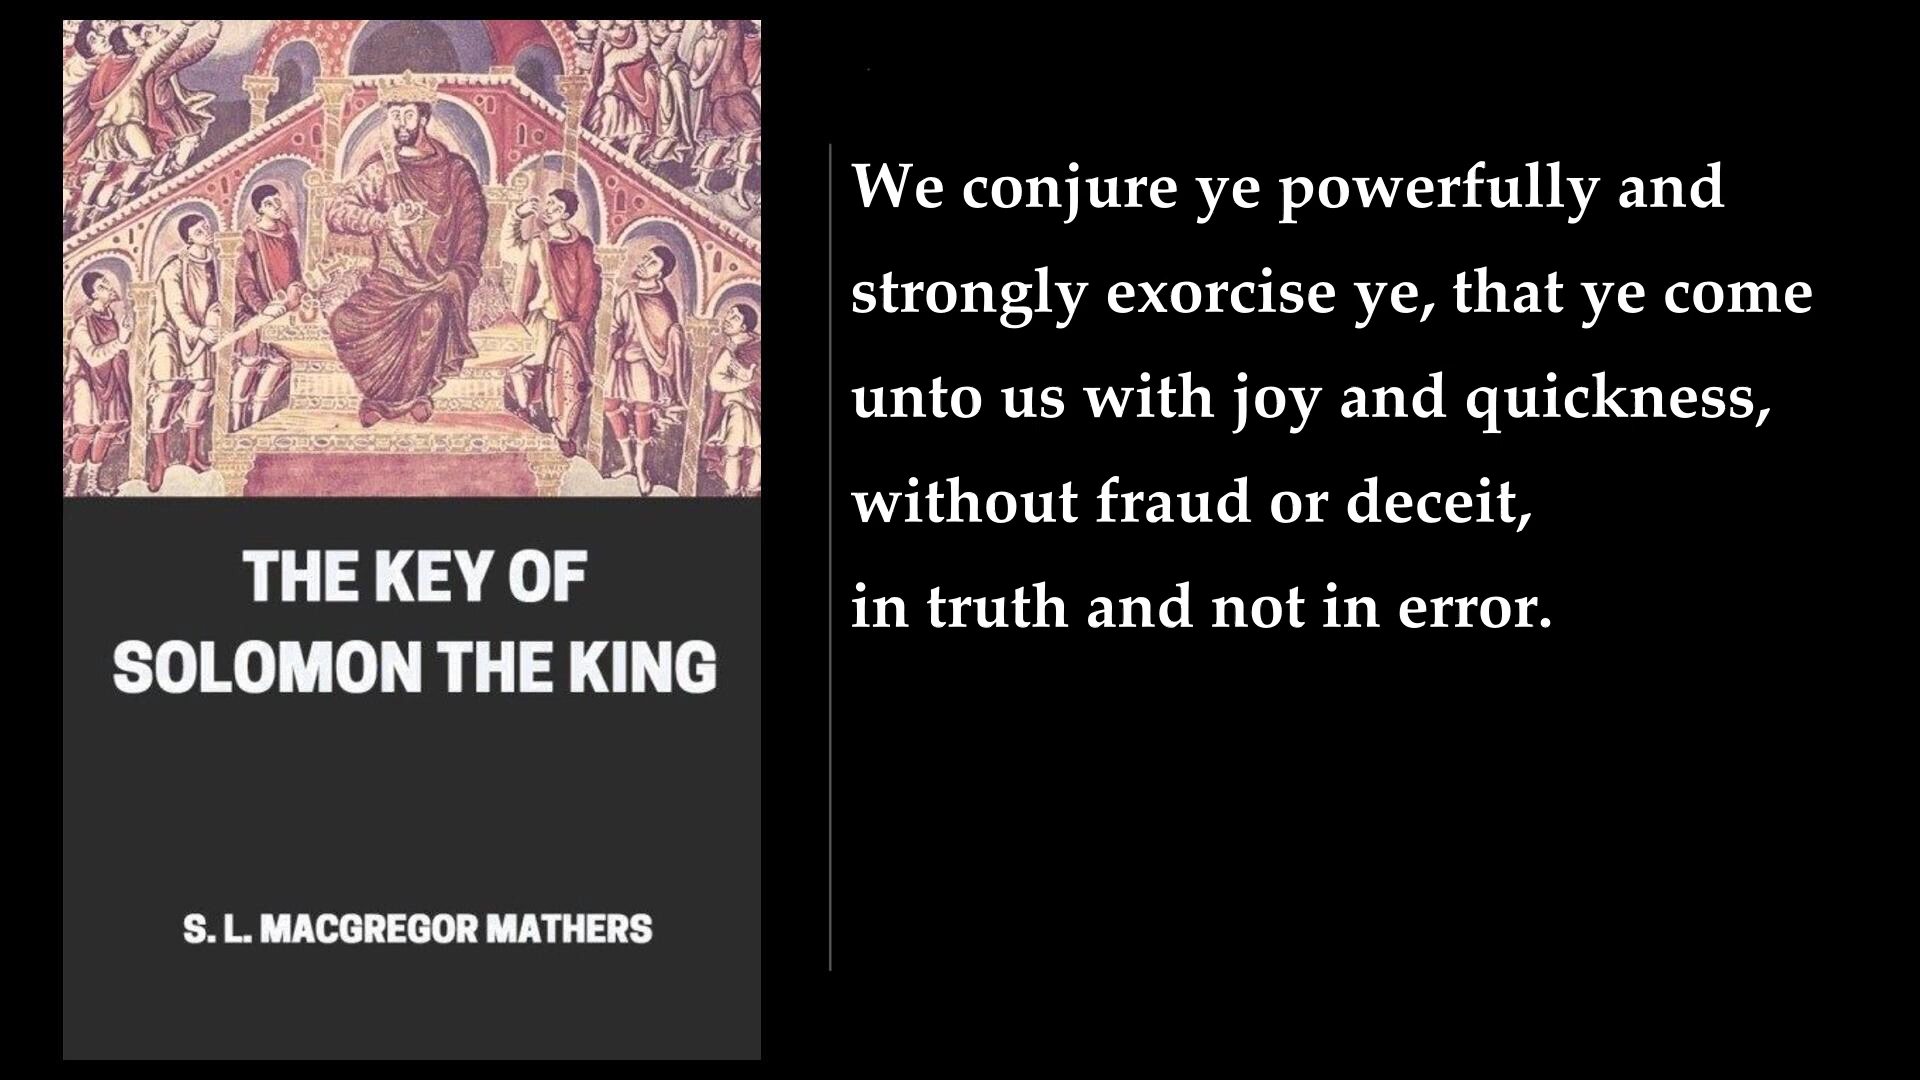 THE KEY OF
SOLOMON THE KING
S. L. MACGREGOR MATHERS
We conjure ye powerfully and
strongly exorcise ye, that ye come
unto us with joy and quickness,
without fraud or deceit,
in truth and not in error.